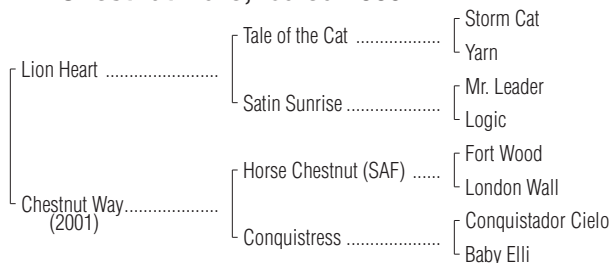 Storm Cat
Tale of the Cat ..................
Yarn
Lion Heart ........................
Mr. Leader
Satin Sunrise ....................
Logic
Fort Wood
Horse Chestnut (SAF) ......
London Wall
Chestnut Way....................
(2001)
Conquistador Cielo
Conquistress ....................
Baby Elli